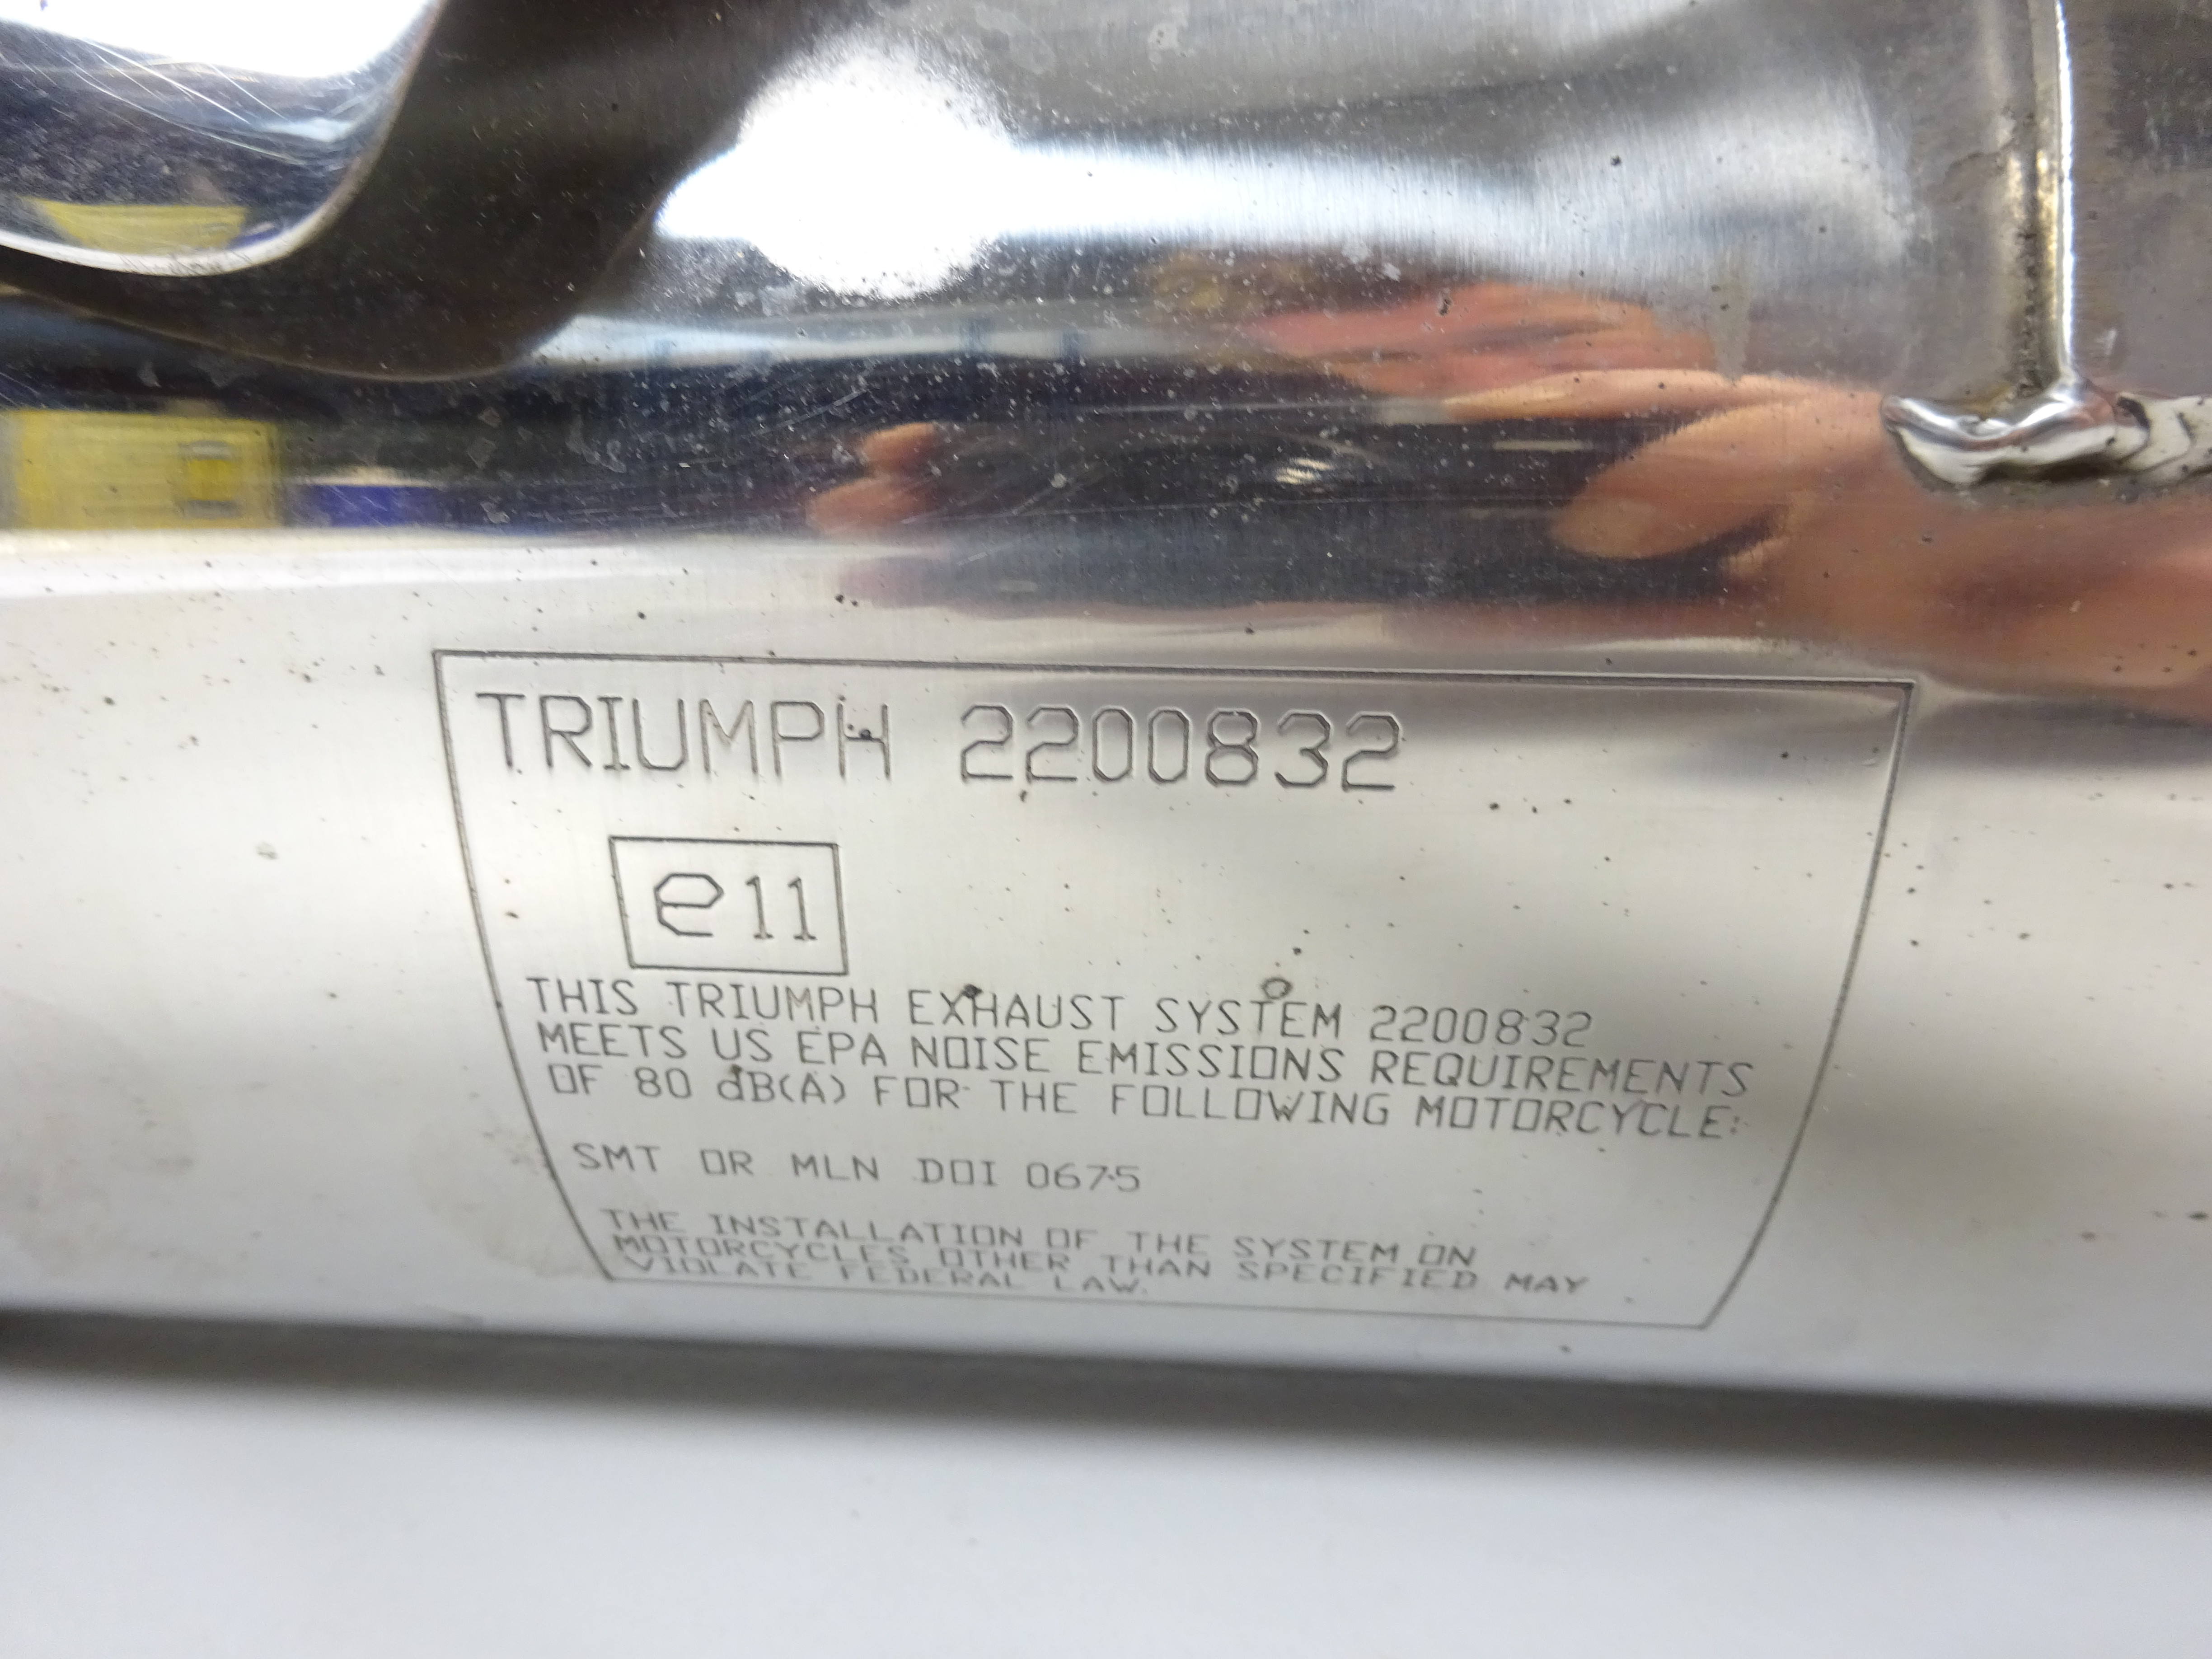 TRIUMPH 2200832
e11
THIS TRIUMPH EXHAUST SYSTEM 2200832
MEETS US EPA NOISE EMISSIONS REQUIREMENTS
OF 80 dB(A) FOR THE FOLLOWING MOTORCYCLE:
SMT OR MLN DOI 0675
THE INSTALLATION OF THE SYSTEM ON
MOTORCYCLES OTHER THAN SPECIFIED MAY
VIOLATE FEDERAL LAW.